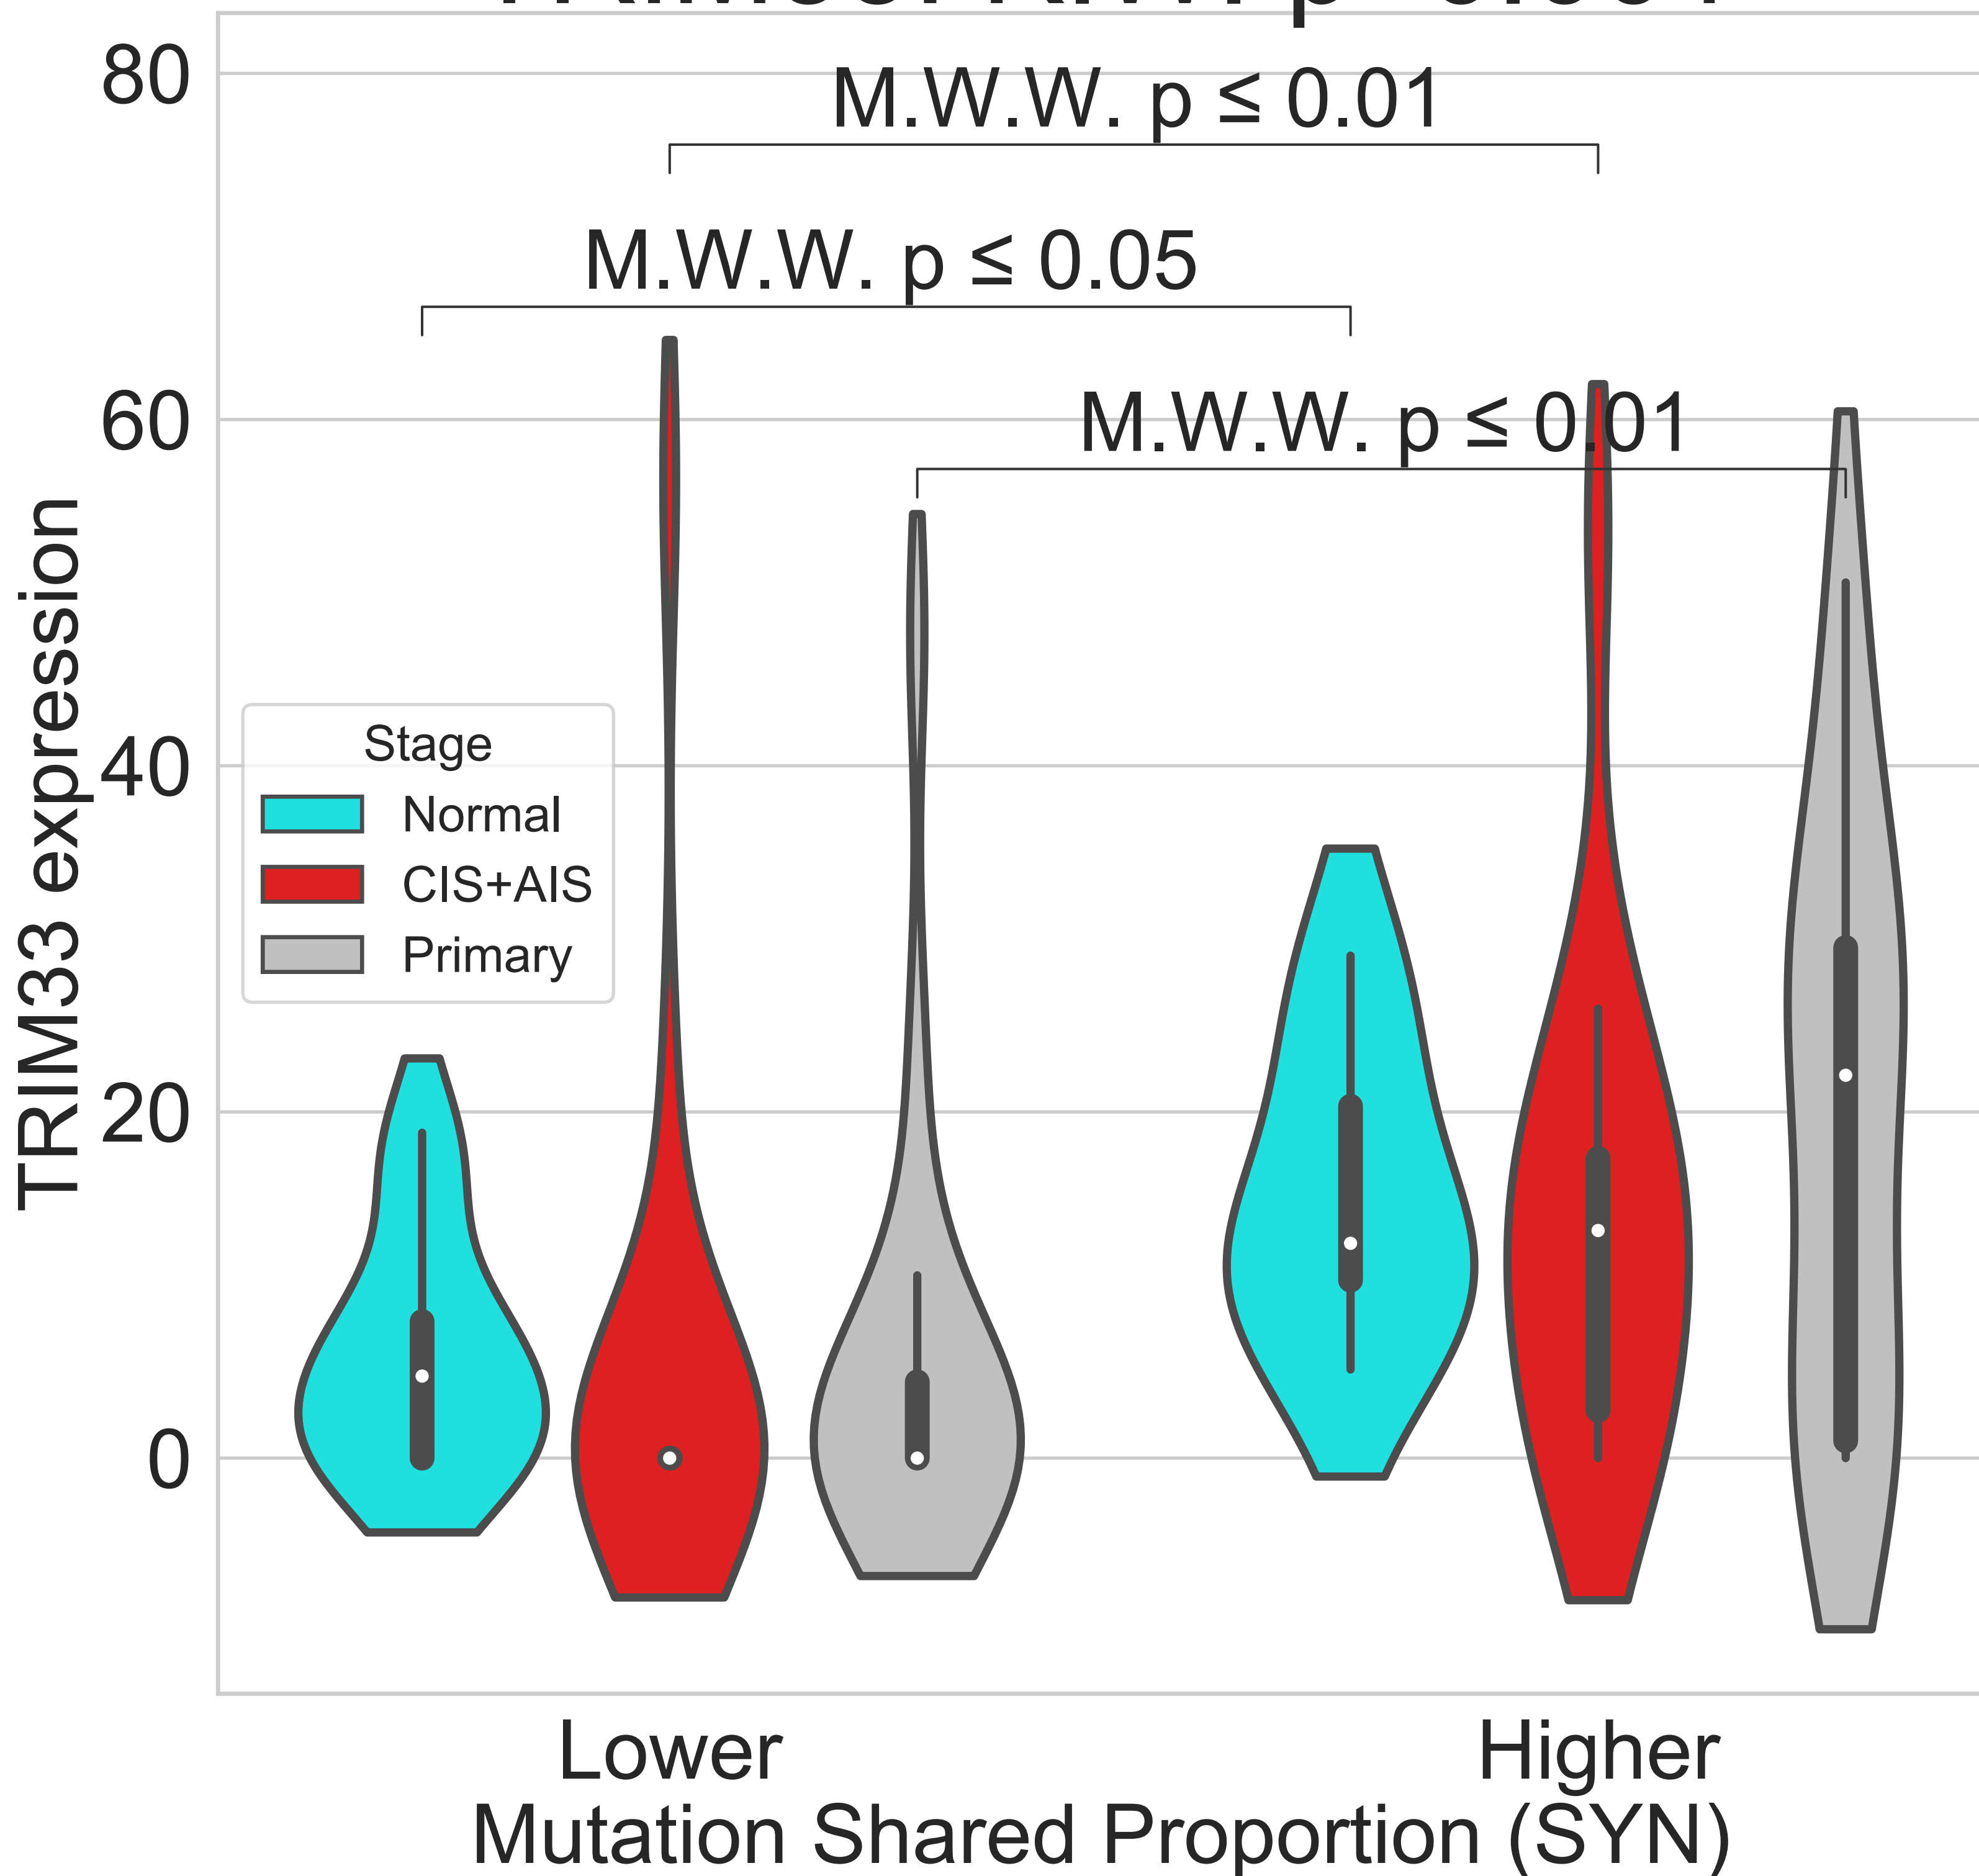 80
M.W.W. p ≤ 0.01
M.W.W. p ≤ 0.05
60
M.W.W. p ≤ 0.01
TRIM33 expression
40
Stage
Normal
CIS+AIS
Primary
20
0
Lower
Higher
Mutation Shared Proportion (SYN)